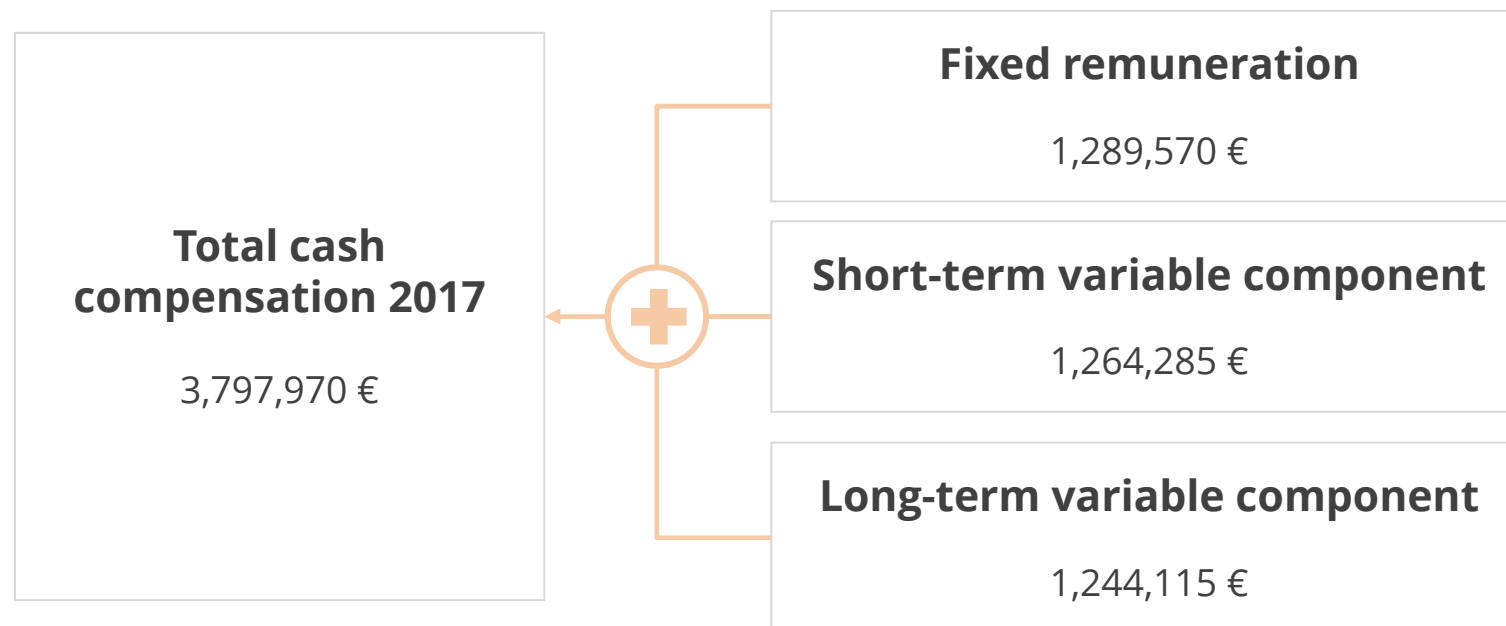 Total cash
compensation 2017
3,797,970 €
Fixed remuneration
1,289,570 €
Short-term variable component
1,264,285 €
Long-term variable component
1,244,115 €